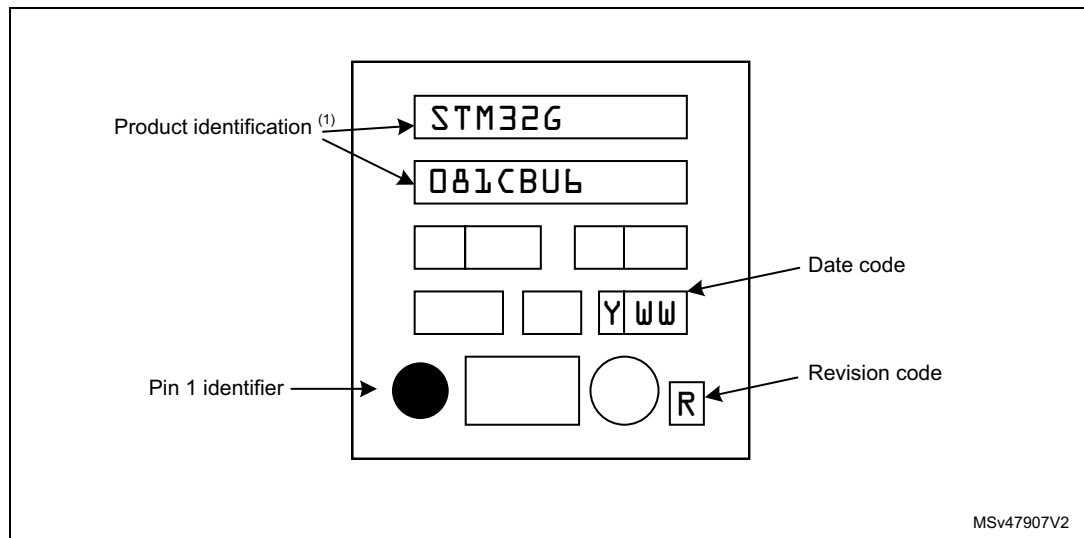 STM32G
Product identification (1)
081CBU6
Date code
Y WW
Pin 1 identifier
Revision code
R
MSv47907V2